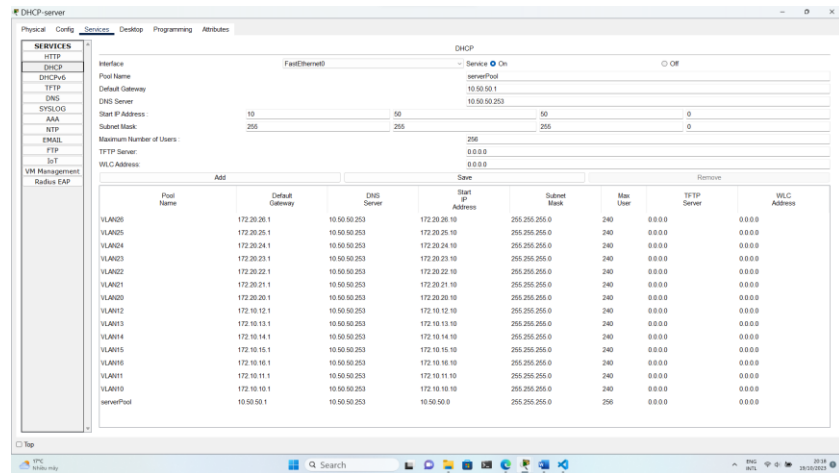 DHCP-server
Physical Config Services Desktop Programming Attributes
SERVICES
HTTP
DHCP
DHCPv6
TFTP
DNS
SYSLOG
AAA
NTP
EMAIL
FTP
IoT
VM Management
Radius EAP
DHCP
Interface FastEthernet0 Service On Off
Pool Name serverPool
Default Gateway 10.50.50.1
DNS Server 10.50.50.253
Start IP Address : 10 50 50 0
Subnet Mask: 255 255 255 0
Maximum Number of Users : 256
TFTP Server: 0.0.0.0
WLC Address: 0.0.0.0
Add Save Remove
Pool Name Default Gateway DNS Server Start IP Address Subnet Mask Max User TFTP Server WLC Address
VLAN26 172.20.26.1 10.50.50.253 172.20.26.10 255.255.255.0 240 0.0.0.0 0.0.0.0
VLAN25 172.20.25.1 10.50.50.253 172.20.25.10 255.255.255.0 240 0.0.0.0 0.0.0.0
VLAN24 172.20.24.1 10.50.50.253 172.20.24.10 255.255.255.0 240 0.0.0.0 0.0.0.0
VLAN23 172.20.23.1 10.50.50.253 172.20.23.10 255.255.255.0 240 0.0.0.0 0.0.0.0
VLAN22 172.20.22.1 10.50.50.253 172.20.22.10 255.255.255.0 240 0.0.0.0 0.0.0.0
VLAN21 172.20.21.1 10.50.50.253 172.20.21.10 255.255.255.0 240 0.0.0.0 0.0.0.0
VLAN20 172.20.20.1 10.50.50.253 172.20.20.10 255.255.255.0 240 0.0.0.0 0.0.0.0
VLAN12 172.10.12.1 10.50.50.253 172.10.12.10 255.255.255.0 240 0.0.0.0 0.0.0.0
VLAN13 172.10.13.1 10.50.50.253 172.10.13.10 255.255.255.0 240 0.0.0.0 0.0.0.0
VLAN14 172.10.14.1 10.50.50.253 172.10.14.10 255.255.255.0 240 0.0.0.0 0.0.0.0
VLAN15 172.10.15.1 10.50.50.253 172.10.15.10 255.255.255.0 240 0.0.0.0 0.0.0.0
VLAN16 172.10.16.1 10.50.50.253 172.10.16.10 255.255.255.0 240 0.0.0.0 0.0.0.0
VLAN11 172.10.11.1 10.50.50.253 172.10.11.10 255.255.255.0 240 0.0.0.0 0.0.0.0
VLAN10 172.10.10.1 10.50.50.253 172.10.10.10 255.255.255.0 240 0.0.0.0 0.0.0.0
serverPool 10.50.50.1 10.50.50.253 10.50.50.0 255.255.255.0 256 0.0.0.0 0.0.0.0
Top
17°C
Nhiều mây
Search
ENG
INTL
20:18